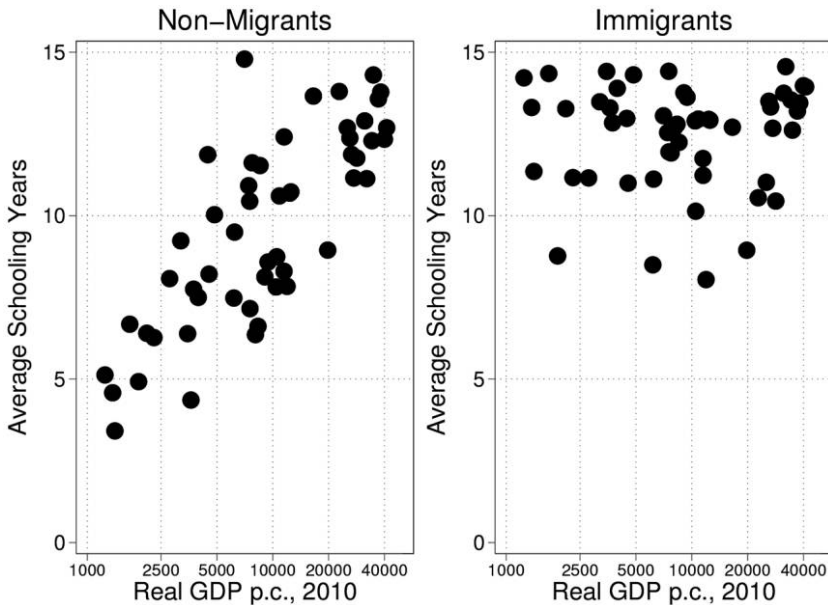 Non-Migrants
Average Schooling Years
15
10
5
0
1000 2500 5000 10000 20000 40000
Real GDP p.c., 2010
Immigrants
Average Schooling Years
15
10
5
0
1000 2500 5000 10000 20000 40000
Real GDP p.c., 2010